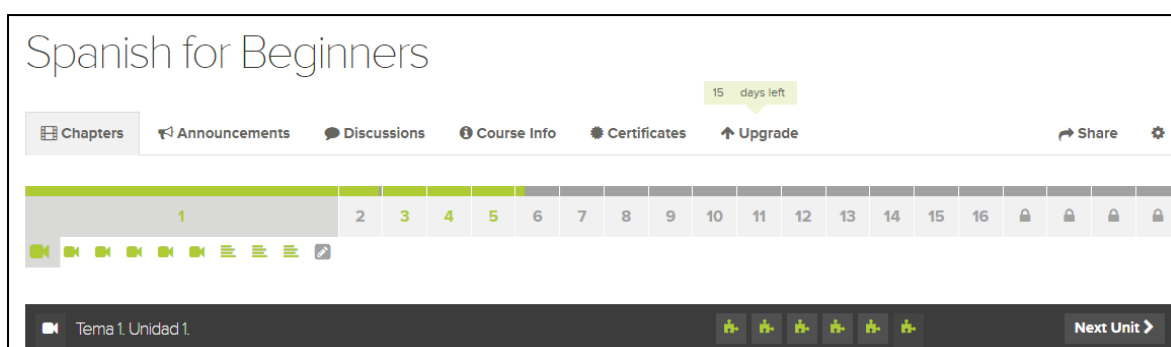 Spanish for Beginners
15 days left
Chapters Announcements Discussions Course Info Certificates Upgrade Share
1 2 3 4 5 6 7 8 9 10 11 12 13 14 15 16
Tema 1. Unidad 1. Next Unit